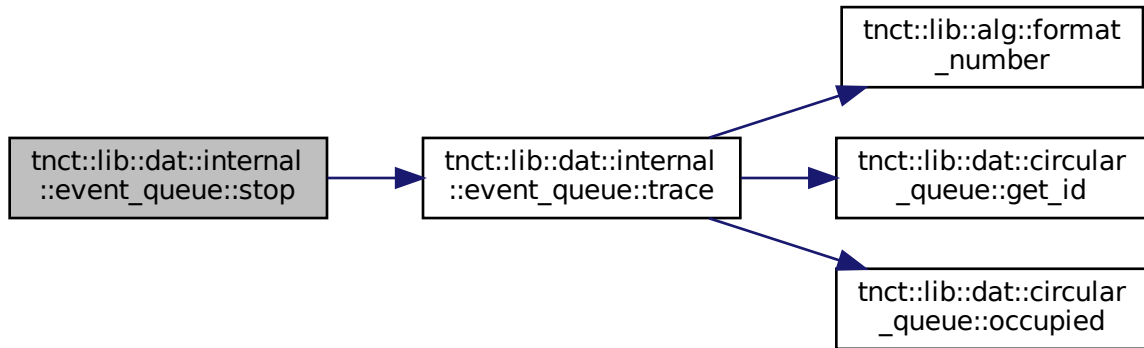 tnct::lib::dat::internal
::event_queue::stop
tnct::lib::dat::internal
::event_queue::trace
tnct::lib::alg::format
_number
tnct::lib::dat::circular
_queue::get_id
tnct::lib::dat::circular
_queue::occupied